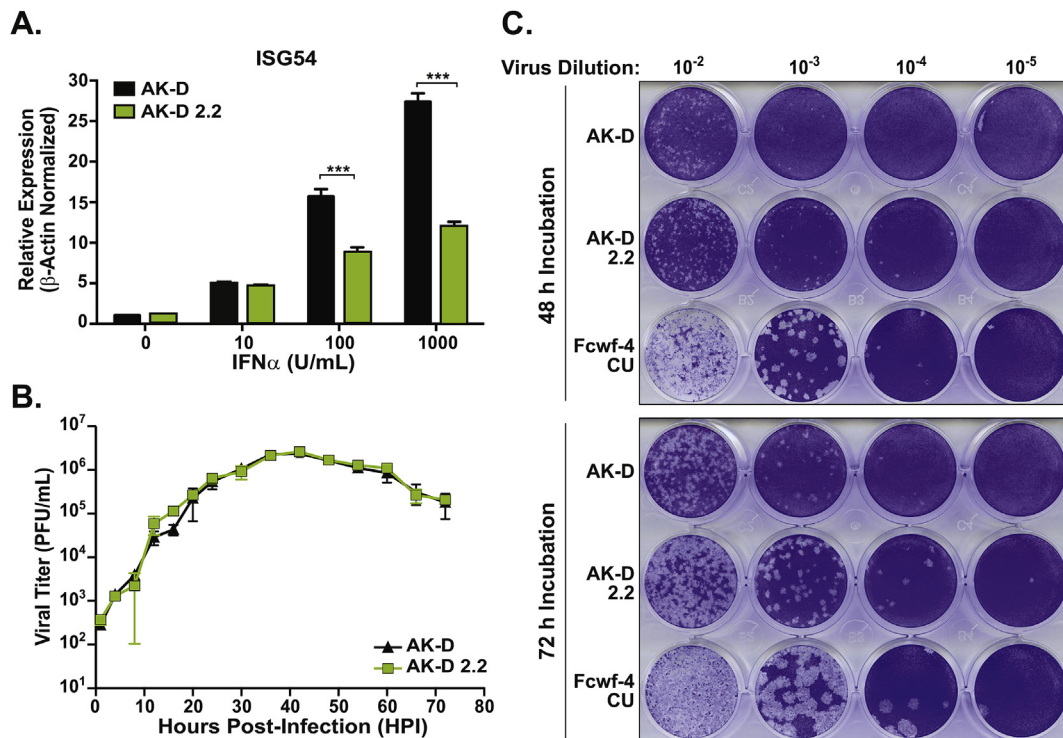 A.
ISG54
AK-D
AK-D 2.2
Relative Expression
(β-Actin Normalized)
30
25
20
15
10
5
0
***
***
0 10 100 1000
IFNα (U/mL)
B.
Viral Titer (PFU/mL)
10⁷
10⁶
10⁵
10⁴
10³
10²
10¹
AK-D
AK-D 2.2
0 10 20 30 40 50 60 70 80
Hours Post-Infection (HPI)
C.
Virus Dilution: 10⁻² 10⁻³ 10⁻⁴ 10⁻⁵
48 h Incubation
AK-D
AK-D
2.2
B3
B4
Fcwf-4
CU
72 h Incubation
AK-D
AK-D
2.2
Fcwf-4
CU